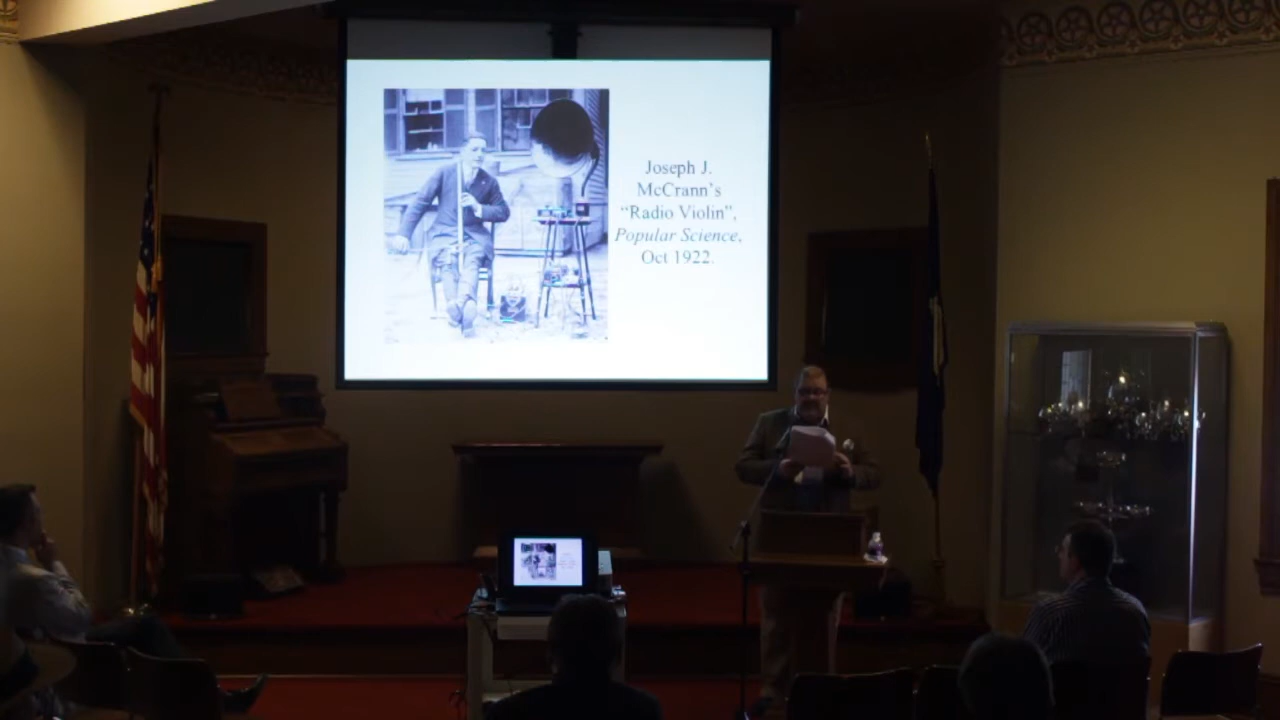 Joseph J.
McCrann's
"Radio Violin",
Popular Science,
Oct 1922.